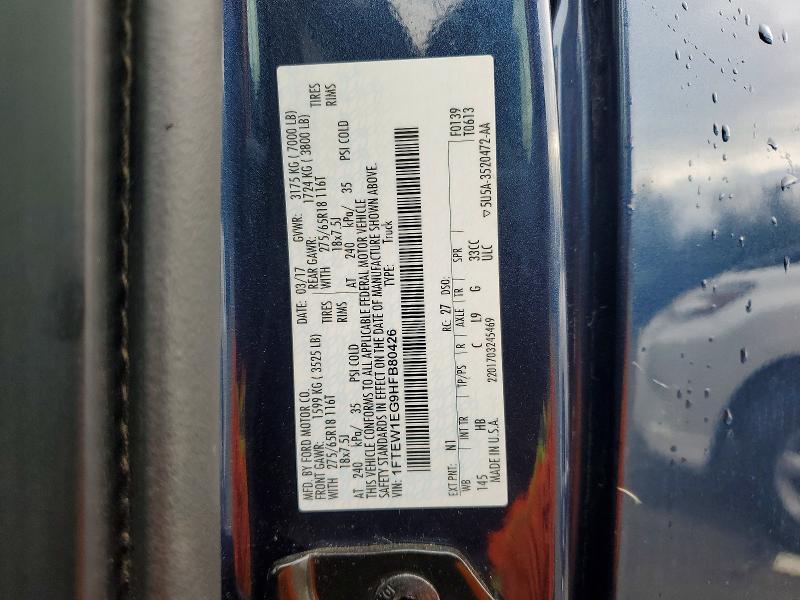 MFD. BY FORD MOTOR CO. DATE: 03/17 GVWR: 3175 KG ( 7000 LB)
FRONT GAWR: 1599 KG ( 3525 LB) REAR GAWR: 1724 KG ( 3800 LB)
WITH 275/65R18 116T TIRES WITH 275/65R18 116T TIRES
18x7.5J RIMS 18x7.5J RIMS
AT 240 kPa/ 35 PSI COLD AT 240 kPa/ 35 PSI COLD
THIS VEHICLE CONFORMS TO ALL APPLICABLE FEDERAL MOTOR VEHICLE
SAFETY STANDARDS IN EFFECT ON THE DATE OF MANUFACTURE SHOWN ABOVE.
VIN: 1FTEW1EG9HFB80426 TYPE: Truck
F0139
T0613
EXT PNT: N1 RC: 27 DSO:
WB INT TR TP/PS R AXLE TR SPR
145 HB C L9 G 33CC
ULC
MADE IN U.S.A. 2201703245469 5U5A-3520472-AA